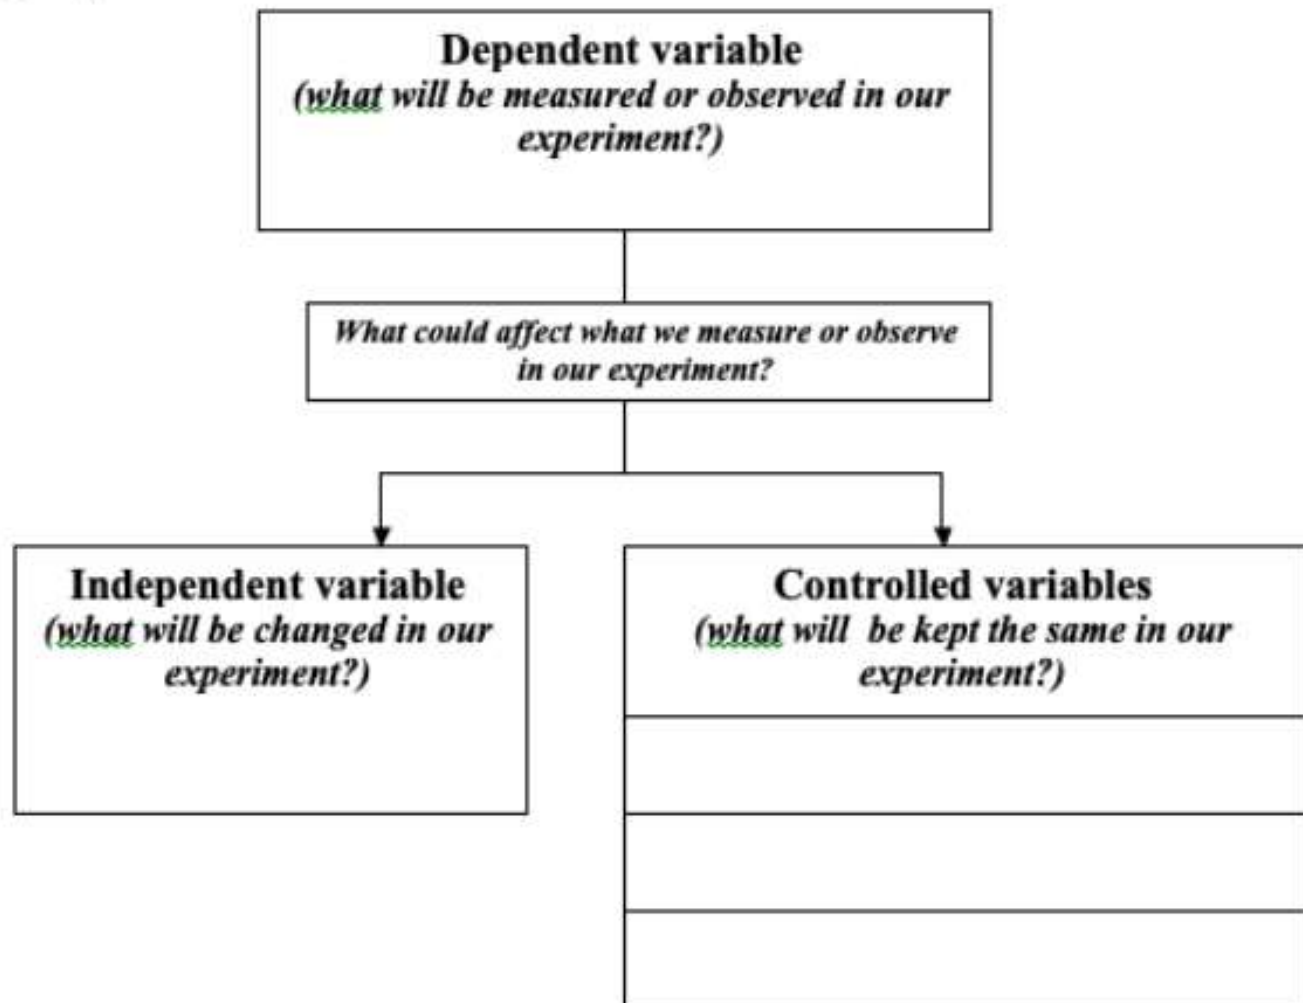 Dependent variable
(what will be measured or observed in our
experiment?)
What could affect what we measure or observe
in our experiment?
Independent variable
(what will be changed in our
experiment?)
Controlled variables
(what will be kept the same in our
experiment?)